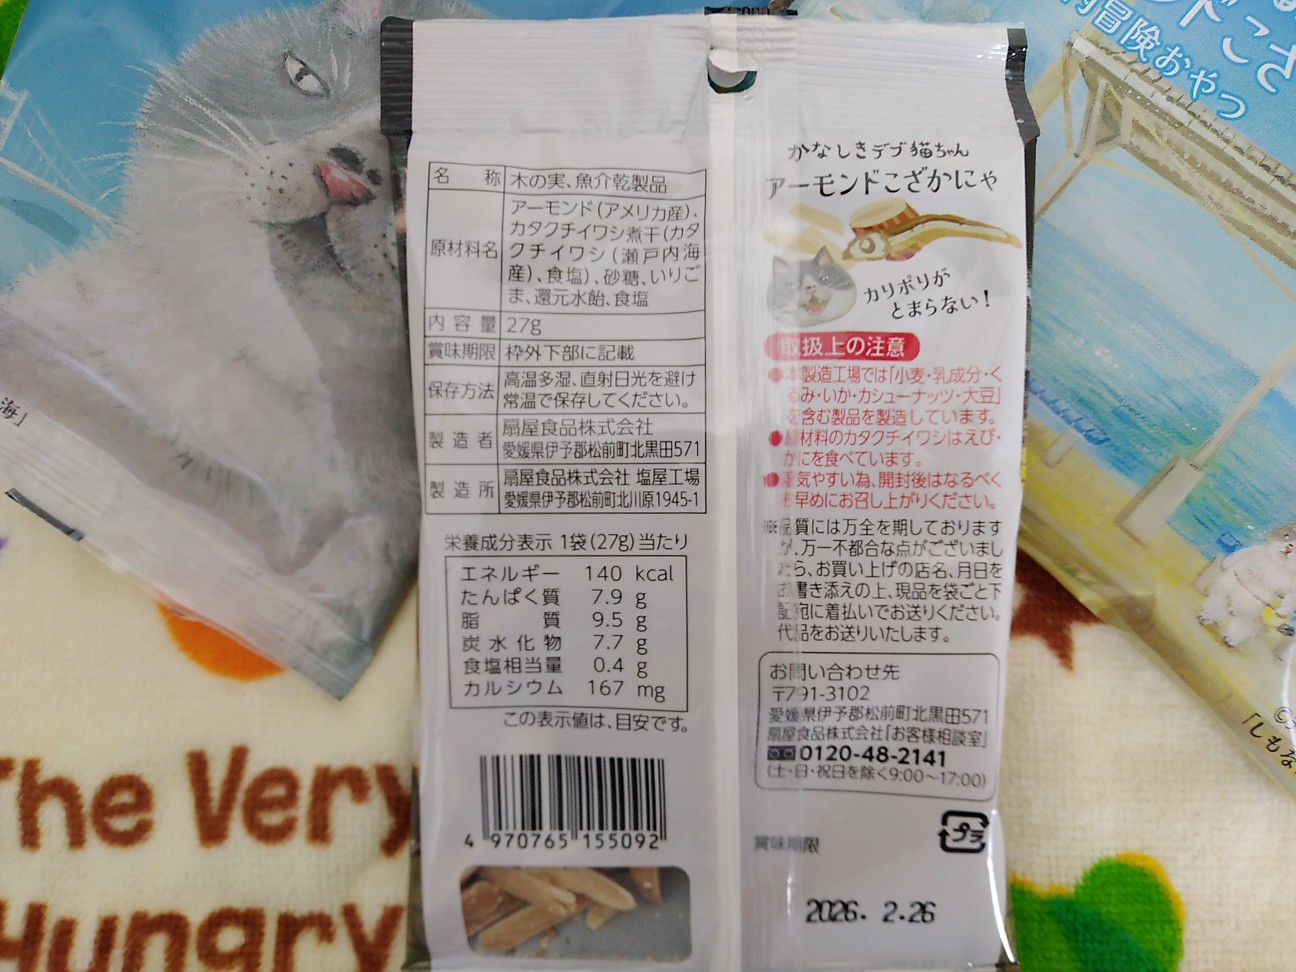 名称 木の実、魚介乾製品
原材料名 アーモンド(アメリカ産)、
カタクチイワシ煮干(カタ
クチイワシ(瀬戸内海
産)、食塩)、砂糖、いりご
ま、還元水飴、食塩
内容量 27g
賞味期限 枠外下部に記載
保存方法 高温多湿、直射日光を避け
常温で保存してください。
製造者 扇屋食品株式会社
愛媛県伊予郡松前町北黒田571
製造所 扇屋食品株式会社 塩屋工場
愛媛県伊予郡松前町北川原1945-1
栄養成分表示 1袋(27g)当たり
エネルギー 140 kcal
たんぱく質 7.9 g
脂質 9.5 g
炭水化物 7.7 g
食塩相当量 0.4 g
カルシウム 167 mg
この表示値は、目安です。
4 970765 155092
かなしきデブ猫ちゃん
アーモンドこざかにゃ
カリポリが
とまらない!
取扱上の注意
●本製造工場では「小麦・乳成分・く
るみ・いか・カシューナッツ・大豆」
を含む製品を製造しています。
●原材料のカタクチイワシはえび・
かにを食べています。
●湿気やすい為、開封後はなるべく
お早めにお召し上がりください。
※品質には万全を期しております
が、万一不都合な点がございまし
たら、お買い上げの店名、月日を
お書き添えの上、現品を袋ごと下
記宛に着払いでお送りください。
代品をお送りいたします。
お問い合わせ先
〒791-3102
愛媛県伊予郡松前町北黒田571
扇屋食品株式会社「お客様相談室」
0120-48-2141
(土・日・祝日を除く9:00〜17:00)
賞味期限
プラ
2026. 2.26
ンドこざ
冒険おやつ
海」
「しもな
The Very
Hungry